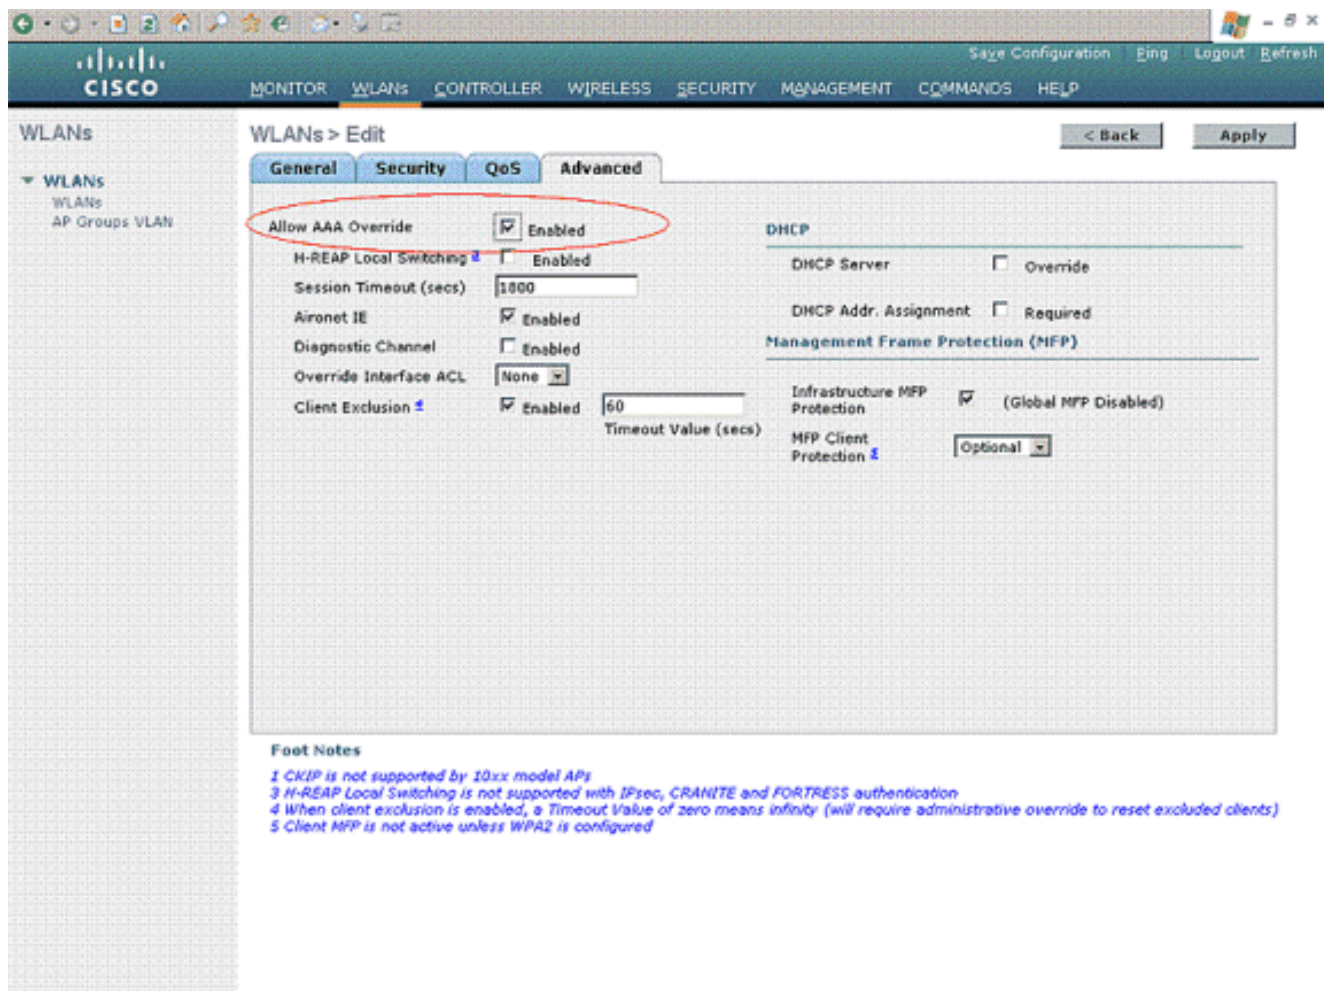 Save Configuration Ping Logout Refresh
CISCO
MONITOR WLANs CONTROLLER WIRELESS SECURITY MANAGEMENT COMMANDS HELP
WLANs
WLANs
WLANs
AP Groups VLAN
WLANs > Edit
< Back Apply
General Security QoS Advanced
Allow AAA Override Enabled
H-REAP Local Switching Enabled
Session Timeout (secs) 1800
Aironet IE Enabled
Diagnostic Channel Enabled
Override Interface ACL None
Client Exclusion 4 Enabled 60
Timeout Value (secs)
DHCP
DHCP Server Override
DHCP Addr. Assignment Required
Management Frame Protection (MFP)
Infrastructure MFP Protection (Global MFP Disabled)
MFP Client Protection Optional
Foot Notes
1 CKIP is not supported by 10xx model APs
3 H-REAP Local Switching is not supported with IPsec, CRANITE and FORTRESS authentication
4 When client exclusion is enabled, a Timeout Value of zero means infinity (will require administrative override to reset excluded clients)
5 Client MFP is not active unless WPA2 is configured